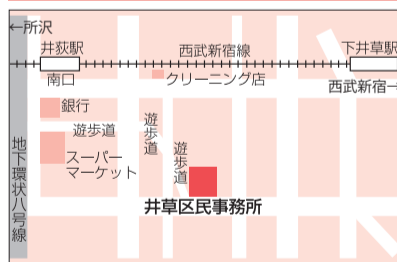 ←所沢
井荻駅
西武新宿線
下井草駅
南口
クリーニング店
西武新宿→
銀行
遊歩道
遊歩道
遊歩道
スーパー
マーケット
地下環状八号線
井草区民事務所